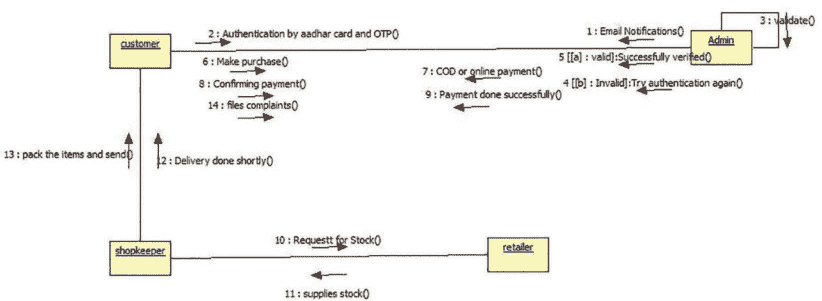 3 : validate()
2 : Authentication by aadhar card and OTP()
1 : Email Notifications()
customer
Admin
6 : Make purchase()
5 [[a] : valid]:Successfully verified()
7 : COD or online payment()
8 : Confirming payment()
4 [[b] : Invalid]:Try authentication again()
9 : Payment done successfully()
14 : files complaints()
13 : pack the items and send()
12 : Delivery done shortly()
10 : Requestt for Stock()
shopkeeper
retailer
11 : supplies stock()